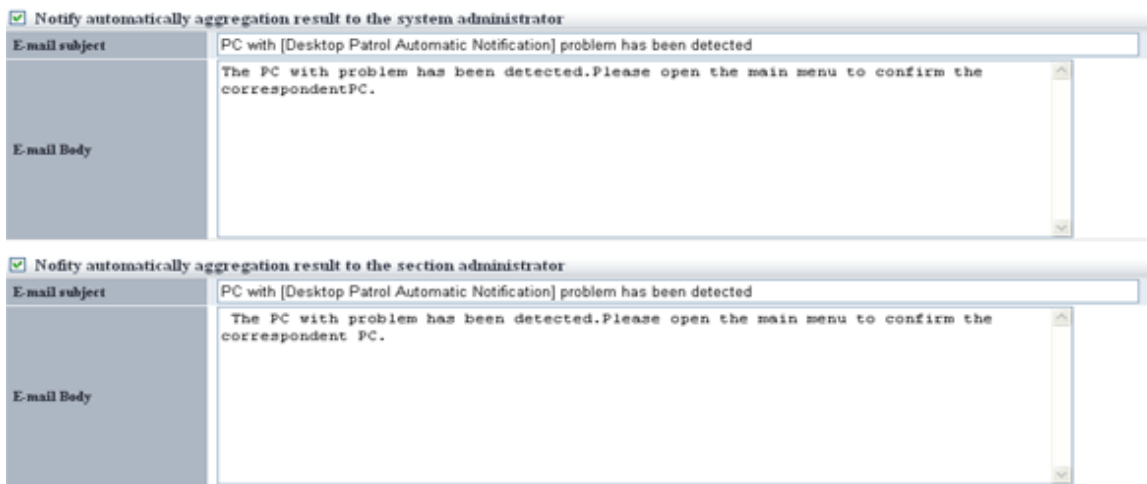 Notify automatically aggregation result to the system administrator
E-mail subject
PC with [Desktop Patrol Automatic Notification] problem has been detected
E-mail Body
The PC with problem has been detected.Please open the main menu to confirm the
correspondentPC.
Nofity automatically aggregation result to the section administrator
E-mail subject
PC with [Desktop Patrol Automatic Notification] problem has been detected
E-mail Body
The PC with problem has been detected.Please open the main menu to confirm the
correspondent PC.